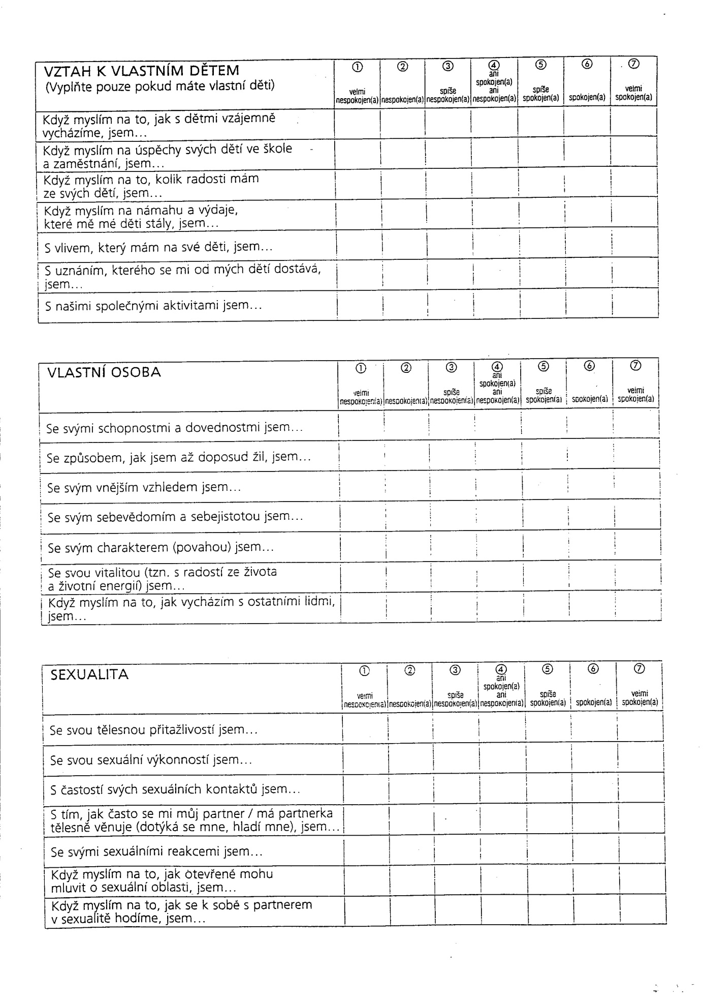 VZTAH K VLASTNÍM DĚTEM
(Vyplňte pouze pokud máte vlastní děti)
① ② ③ ④ ⑤ ⑥ ⑦
velmi nespokojen(a) nespokojen(a) spíše nespokojen(a) ani spokojen(a) ani nespokojen(a) spíše spokojen(a) spokojen(a) velmi spokojen(a)
Když myslím na to, jak s dětmi vzájemně
vycházíme, jsem...
Když myslím na úspěchy svých dětí ve škole
a zaměstnání, jsem...
Když myslím na to, kolik radosti mám
ze svých dětí, jsem...
Když myslím na námahu a výdaje,
které mě mé děti stály, jsem...
S vlivem, který mám na své děti, jsem...
S uznáním, kterého se mi od mých dětí dostává,
jsem...
S našimi společnými aktivitami jsem...
VLASTNÍ OSOBA
① ② ③ ④ ⑤ ⑥ ⑦
velmi nespokojen(a) nespokojen(a) spíše nespokojen(a) ani spokojen(a) ani nespokojen(a) spíše spokojen(a) spokojen(a) velmi spokojen(a)
Se svými schopnostmi a dovednostmi jsem...
Se způsobem, jak jsem až doposud žil, jsem...
Se svým vnějším vzhledem jsem...
Se svým sebevědomím a sebejistotou jsem...
Se svým charakterem (povahou) jsem...
Se svou vitalitou (tzn. s radostí ze života
a životní energií) jsem...
Když myslím na to, jak vycházím s ostatními lidmi,
jsem...
SEXUALITA
① ② ③ ④ ⑤ ⑥ ⑦
velmi nespokojen(a) nespokojen(a) spíše nespokojen(a) ani spokojen(a) ani nespokojen(a) spíše spokojen(a) spokojen(a) velmi spokojen(a)
Se svou tělesnou přitažlivostí jsem...
Se svou sexuální výkonností jsem...
S častostí svých sexuálních kontaktů jsem...
S tím, jak často se mi můj partner / má partnerka
tělesně věnuje (dotýká se mne, hladí mne), jsem...
Se svými sexuálními reakcemi jsem...
Když myslím na to, jak otevřeně mohu
mluvit o sexuální oblasti, jsem...
Když myslím na to, jak se k sobě s partnerem
v sexualitě hodíme, jsem...